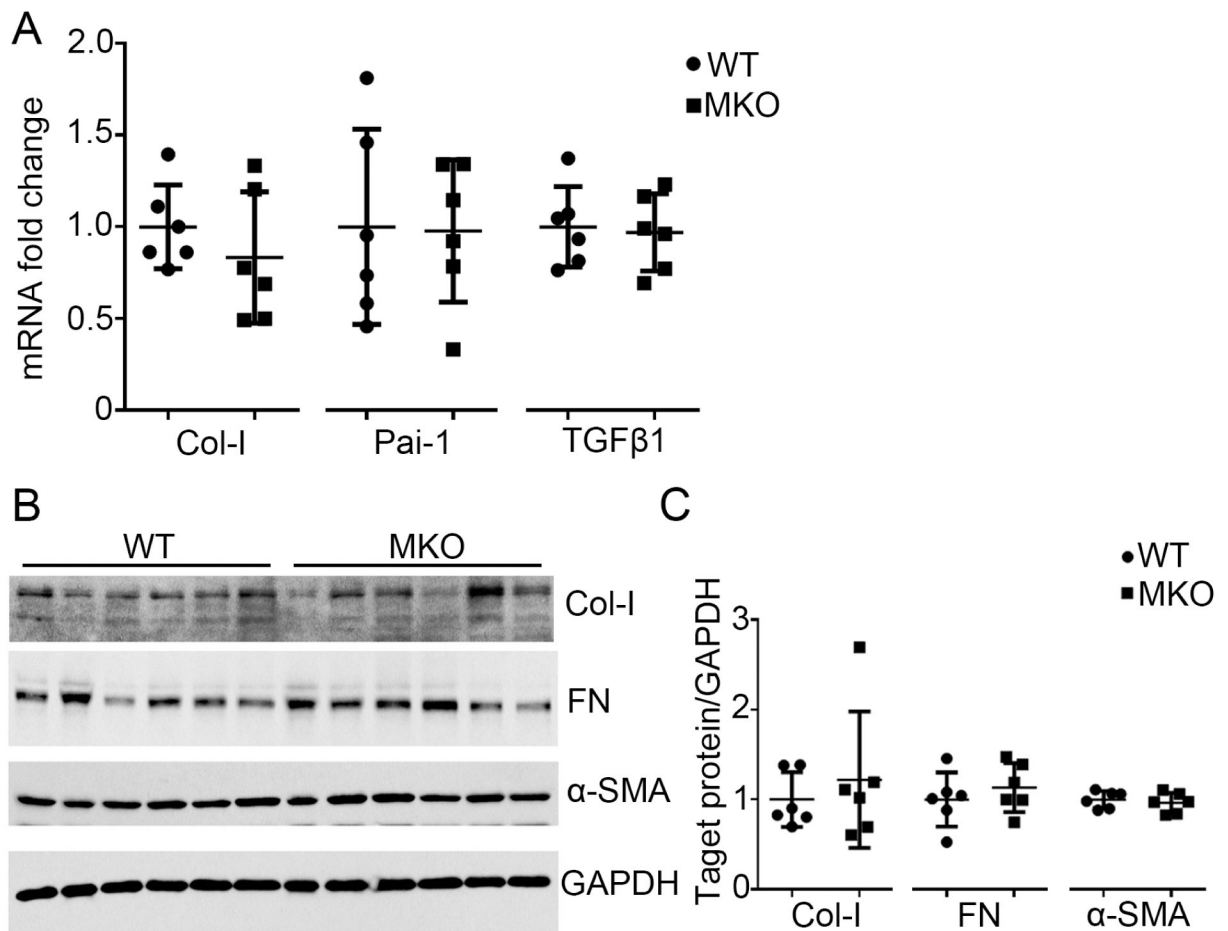 A
mRNA fold change
2.0
1.5
1.0
0.5
0
WT
MKO
Col-I
Pai-1
TGFβ1
B
WT
MKO
Col-I
FN
α-SMA
GAPDH
C
Taget protein/GAPDH
3
2
1
0
WT
MKO
Col-I
FN
α-SMA